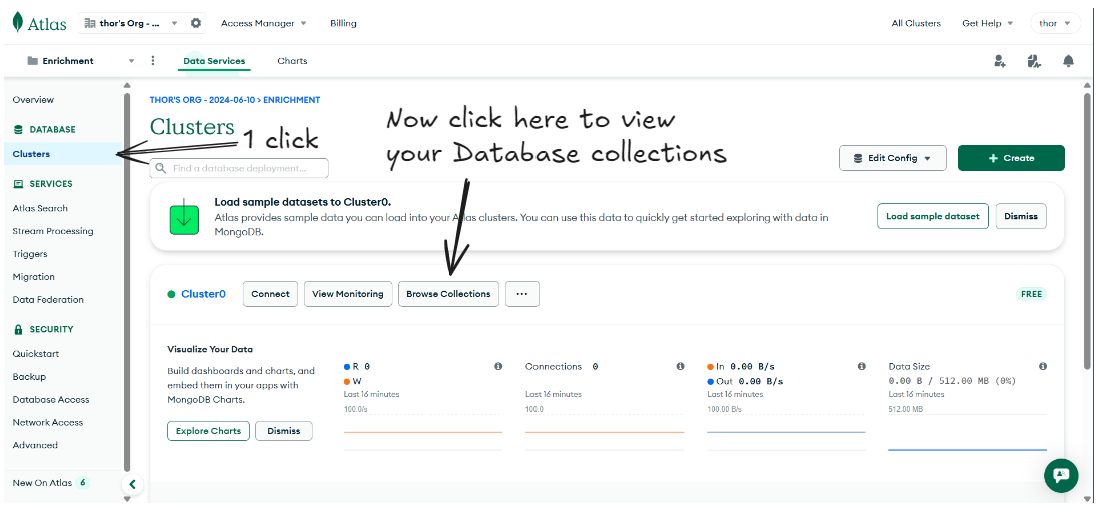 Atlas
thor's Org - ...
Access Manager
Billing
All Clusters
Get Help
thor
Enrichment
Data Services
Charts
Overview
DATABASE
Clusters
SERVICES
Atlas Search
Stream Processing
Triggers
Migration
Data Federation
SECURITY
Quickstart
Backup
Database Access
Network Access
Advanced
New On Atlas 6
THOR'S ORG - 2024-06-10 > ENRICHMENT
Clusters
1 click
Now click here to view
your Database collections
Find a database deployment...
Edit Config
+ Create
Load sample datasets to Cluster0.
Atlas provides sample data you can load into your Atlas clusters. You can use this data to quickly get started exploring with data in
MongoDB.
Load sample dataset
Dismiss
Cluster0
Connect
View Monitoring
Browse Collections
...
FREE
Visualize Your Data
Build dashboards and charts, and
embed them in your apps with
MongoDB Charts.
Explore Charts
Dismiss
R 0
W
Last 16 minutes
100.0/s
Connections 0
Last 16 minutes
100.0
In 0.00 B/s
Out 0.00 B/s
Last 16 minutes
100.00 B/s
Data Size
0.00 B / 512.00 MB (0%)
Last 16 minutes
512.00 MB